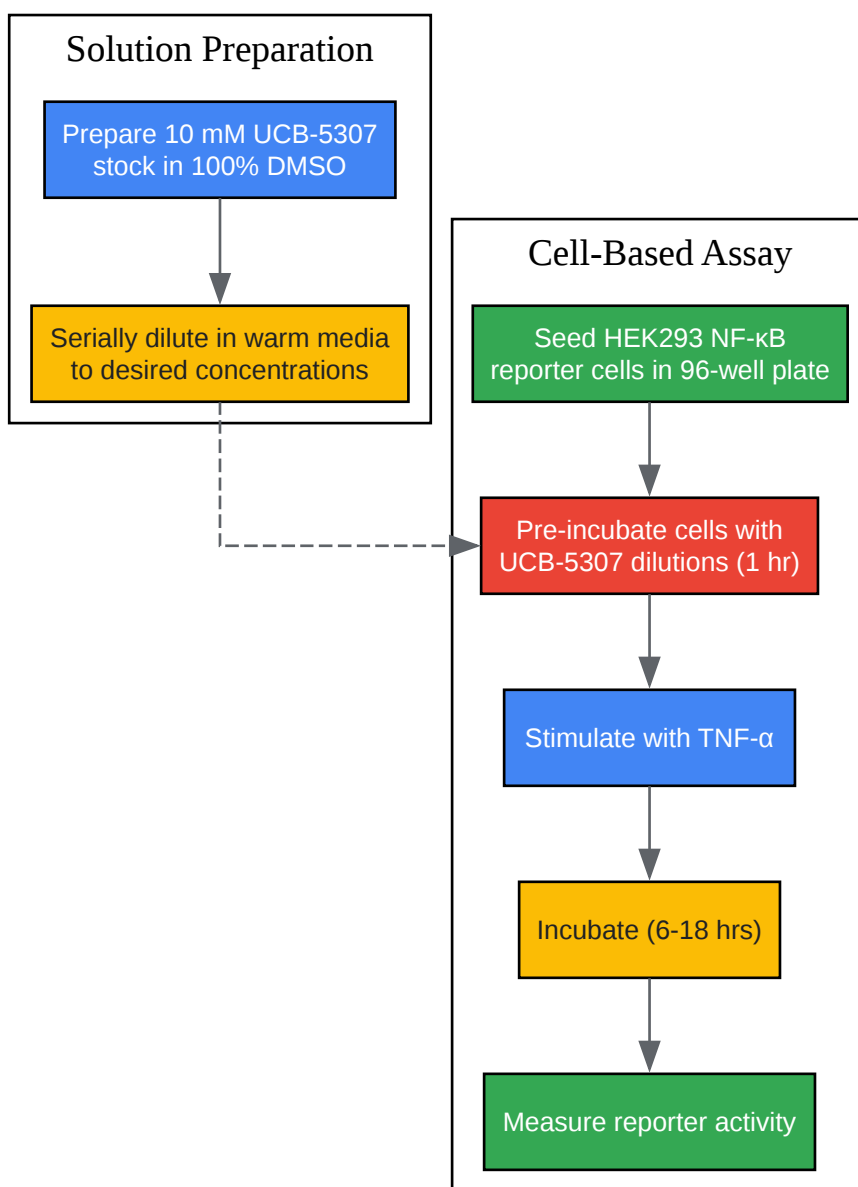 Solution Preparation
Prepare 10 mM UCB-5307
stock in 100% DMSO
Serially dilute in warm media
to desired concentrations
Cell-Based Assay
Seed HEK293 NF-κB
reporter cells in 96-well plate
Pre-incubate cells with
UCB-5307 dilutions (1 hr)
Stimulate with TNF-α
Incubate (6-18 hrs)
Measure reporter activity